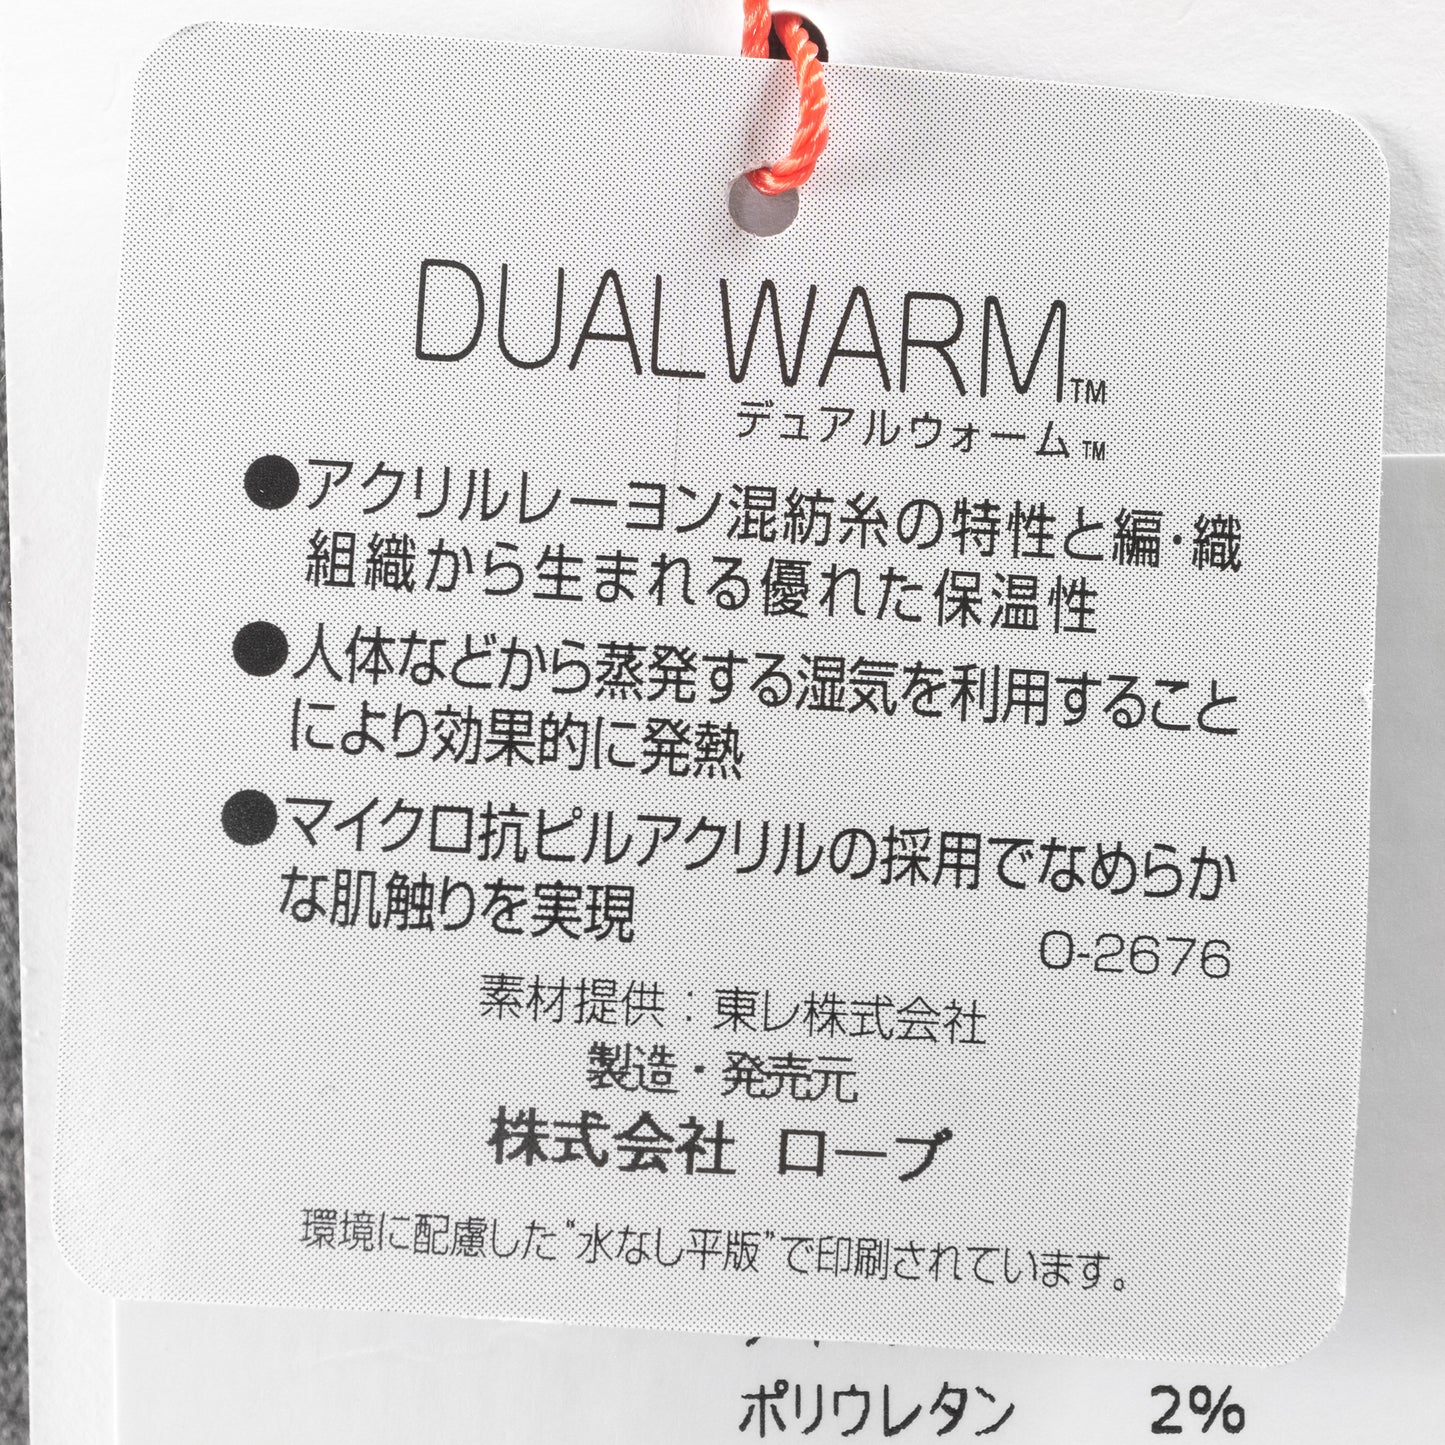 DUALWARM™
デュアルウォーム™
●アクリルレーヨン混紡糸の特性と編・織
組織から生まれる優れた保温性
●人体などから蒸発する湿気を利用すること
により効果的に発熱
●マイクロ抗ピルアクリルの採用でなめらか
な肌触りを実現
O-2676
素材提供：東レ株式会社
製造・発売元
株式会社 ローブ
環境に配慮した“水なし平版”で印刷されています。
ポリウレタン 2%